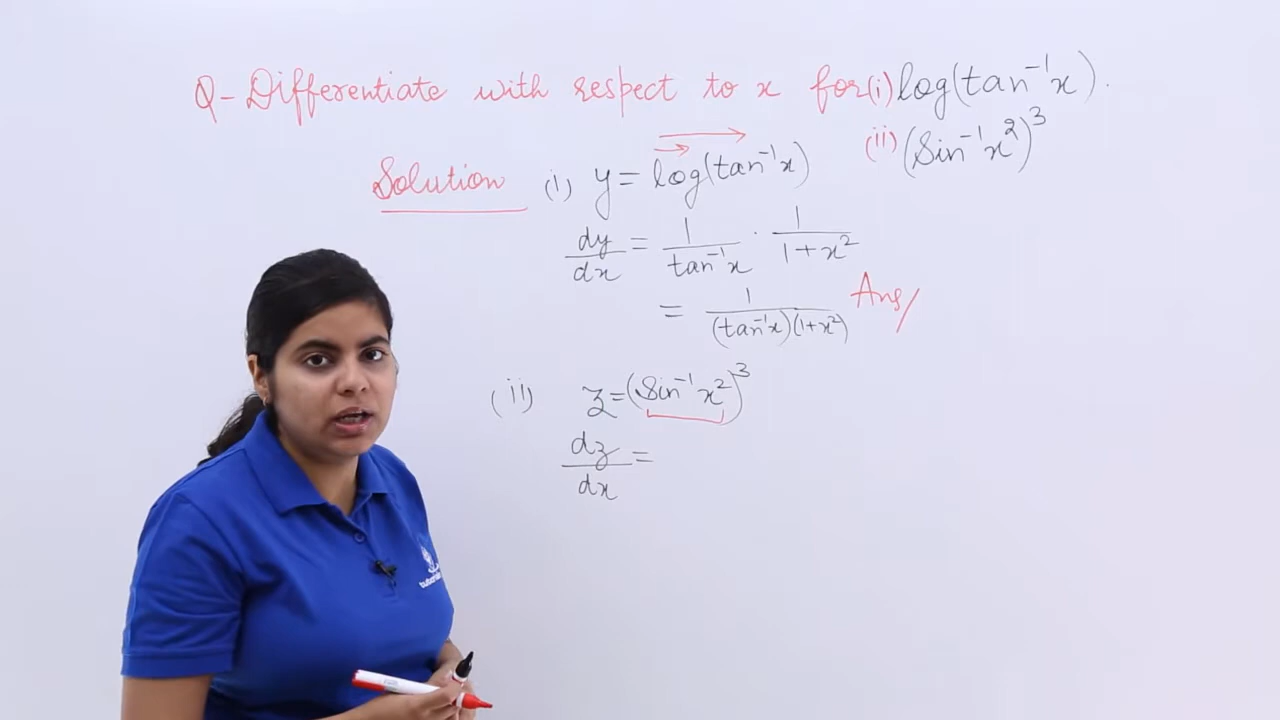 Q- Differentiate with respect to x for (i) log(tan⁻¹x).
(ii) (Sin⁻¹x²)³
Solution (i) y = log(tan⁻¹x)
dy/dx = 1/tan⁻¹x · 1/1+x²
= 1/(tan⁻¹x)(1+x²) Ans/
(ii) z = (Sin⁻¹x²)³
dz/dx =